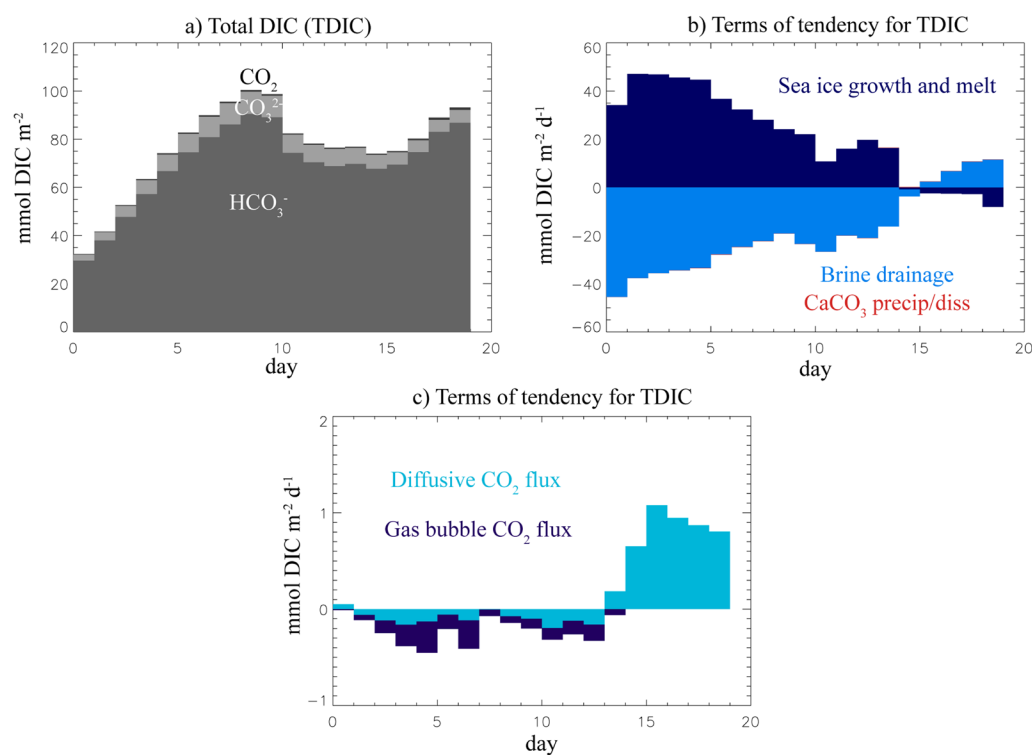 a) Total DIC (TDIC)
mmol DIC m⁻²
120
100
80
60
40
20
0
CO₂
CO₃²⁻
HCO₃⁻
0 5 10 15 20
day
b) Terms of tendency for TDIC
mmol DIC m⁻² d⁻¹
60
40
20
0
−20
−40
−60
Sea ice growth and melt
Brine drainage
CaCO₃ precip/diss
0 5 10 15 20
day
c) Terms of tendency for TDIC
mmol DIC m⁻² d⁻¹
2
1
0
−1
Diffusive CO₂ flux
Gas bubble CO₂ flux
0 5 10 15 20
day